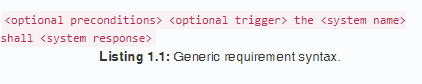 <optional preconditions> <optional trigger> the <system name>
shall <system response>
Listing 1.1: Generic requirement syntax.